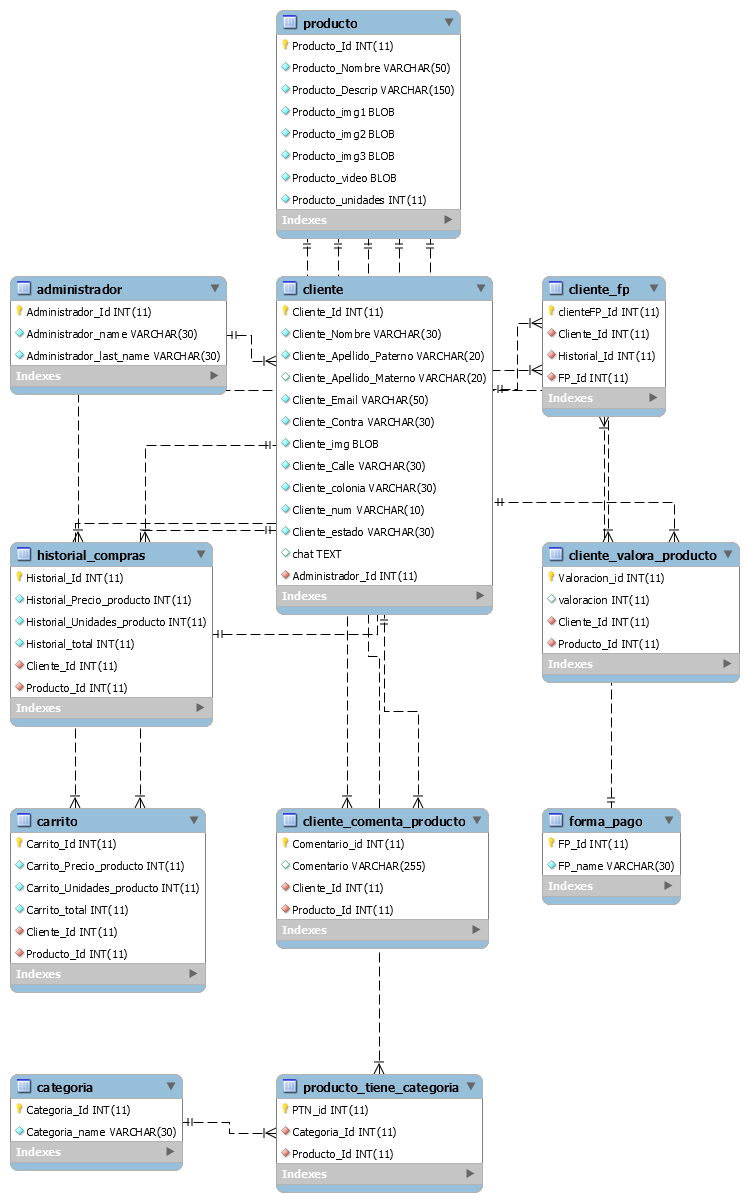 producto
Producto_Id INT(11)
Producto_Nombre VARCHAR(50)
Producto_Descrip VARCHAR(150)
Producto_img1 BLOB
Producto_img2 BLOB
Producto_img3 BLOB
Producto_video BLOB
Producto_unidades INT(11)
Indexes
administrador
Administrador_Id INT(11)
Administrador_name VARCHAR(30)
Administrador_last_name VARCHAR(30)
Indexes
cliente
Cliente_Id INT(11)
Cliente_Nombre VARCHAR(30)
Cliente_Apellido_Paterno VARCHAR(20)
Cliente_Apellido_Materno VARCHAR(20)
Cliente_Email VARCHAR(50)
Cliente_Contra VARCHAR(30)
Cliente_img BLOB
Cliente_Calle VARCHAR(30)
Cliente_colonia VARCHAR(30)
Cliente_num VARCHAR(10)
Cliente_estado VARCHAR(30)
chat TEXT
Administrador_Id INT(11)
Indexes
cliente_fp
clienteFP_Id INT(11)
Cliente_Id INT(11)
Historial_Id INT(11)
FP_Id INT(11)
Indexes
historial_compras
Historial_Id INT(11)
Historial_Precio_producto INT(11)
Historial_Unidades_producto INT(11)
Historial_total INT(11)
Cliente_Id INT(11)
Producto_Id INT(11)
Indexes
cliente_valora_producto
Valoracion_id INT(11)
valoracion INT(11)
Cliente_Id INT(11)
Producto_Id INT(11)
Indexes
carrito
Carrito_Id INT(11)
Carrito_Precio_producto INT(11)
Carrito_Unidades_producto INT(11)
Carrito_total INT(11)
Cliente_Id INT(11)
Producto_Id INT(11)
Indexes
cliente_comenta_producto
Comentario_id INT(11)
Comentario VARCHAR(255)
Cliente_Id INT(11)
Producto_Id INT(11)
Indexes
forma_pago
FP_Id INT(11)
FP_name VARCHAR(30)
Indexes
categoria
Categoria_Id INT(11)
Categoria_name VARCHAR(30)
Indexes
producto_tiene_categoria
PTN_id INT(11)
Categoria_Id INT(11)
Producto_Id INT(11)
Indexes